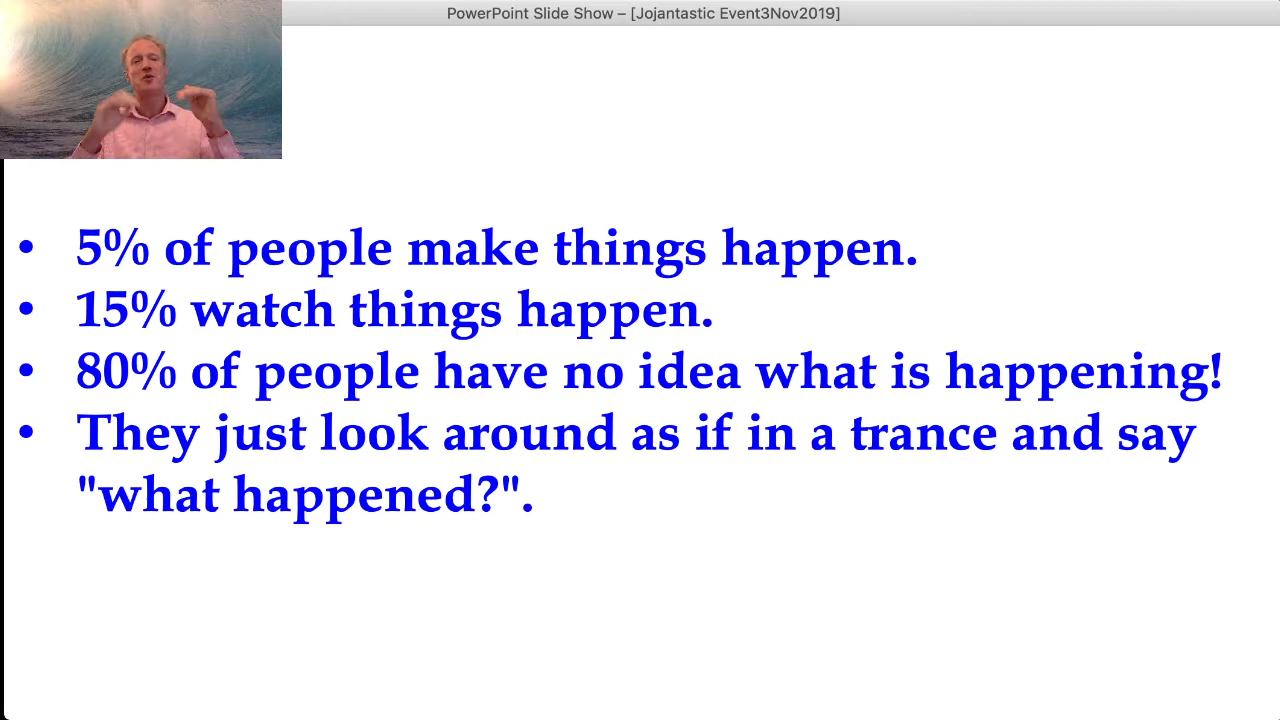 PowerPoint Slide Show – [Jojantastic Event3Nov2019]
• 5% of people make things happen.
• 15% watch things happen.
• 80% of people have no idea what is happening!
• They just look around as if in a trance and say
"what happened?".